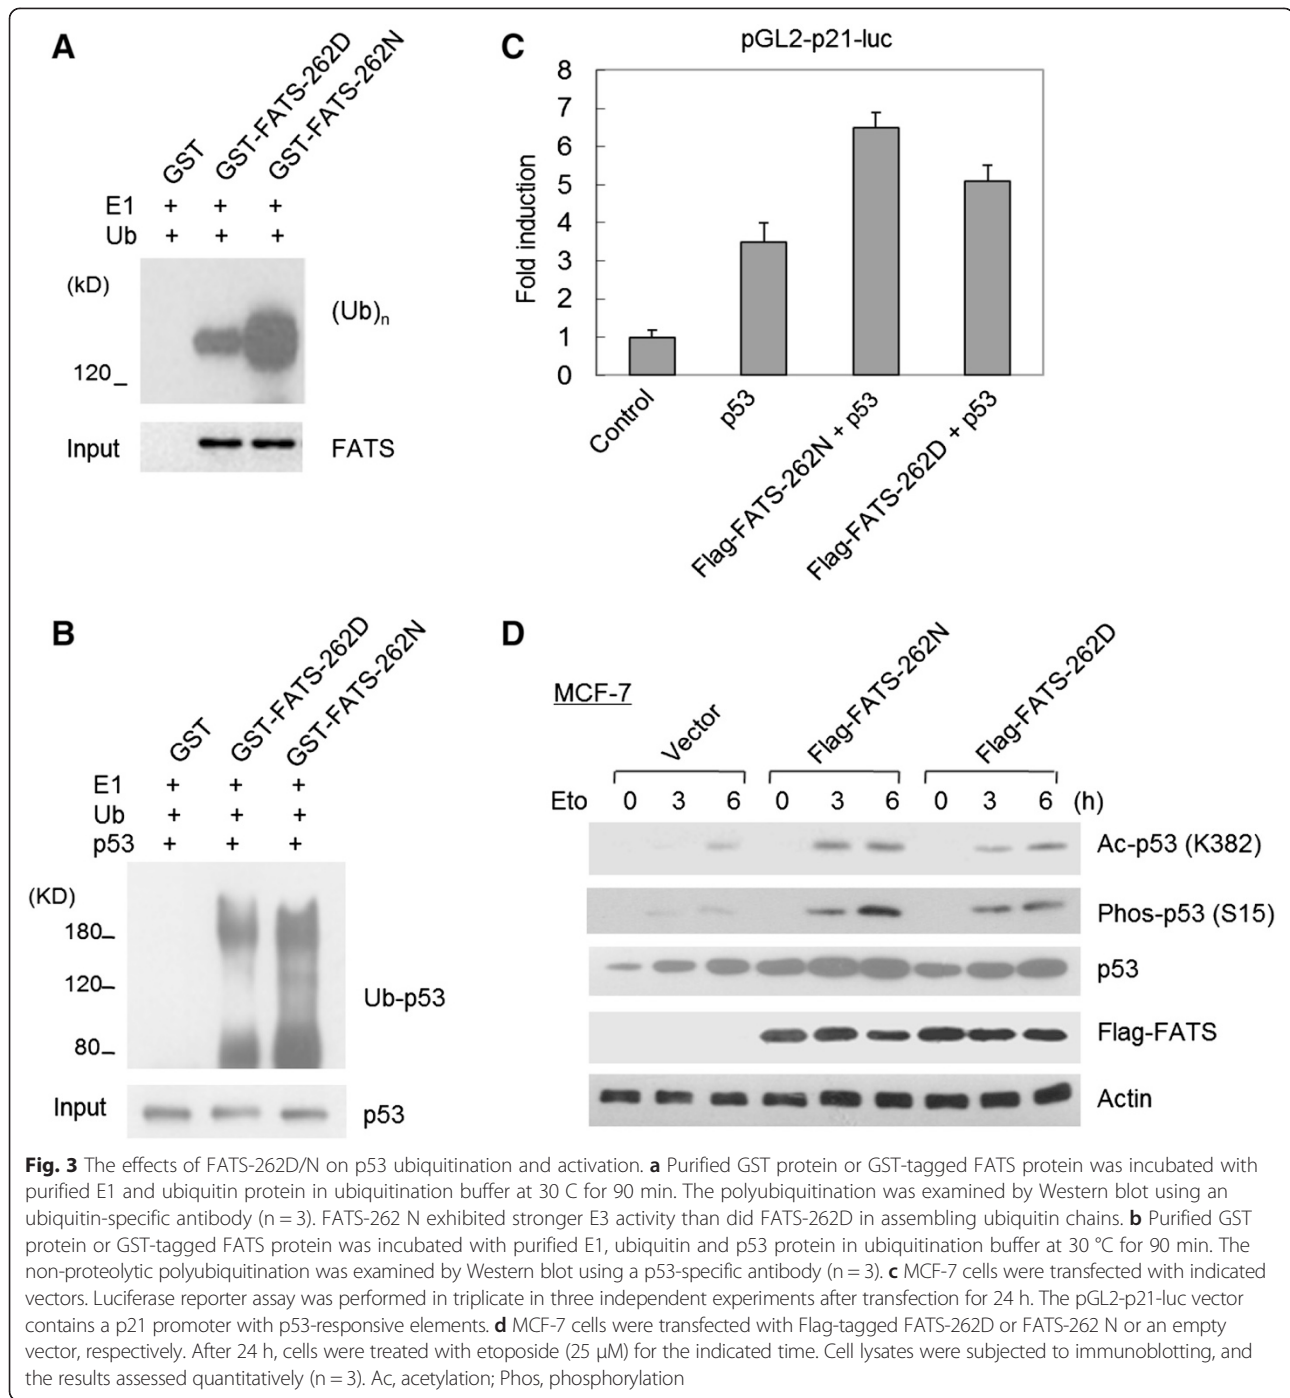 A
GST
GST-FATS-262D
GST-FATS-262N
E1 + + +
Ub + + +
(kD)
(Ub)n
120
Input
FATS
C
pGL2-p21-luc
Fold induction
8
7
6
5
4
3
2
1
0
Control
p53
Flag-FATS-262N + p53
Flag-FATS-262D + p53
B
GST
GST-FATS-262D
GST-FATS-262N
E1 + + +
Ub + + +
p53 + + +
(KD)
180
120
80
Ub-p53
Input
p53
D
MCF-7
Vector
Flag-FATS-262N
Flag-FATS-262D
Eto 0 3 6 0 3 6 0 3 6 (h)
Ac-p53 (K382)
Phos-p53 (S15)
p53
Flag-FATS
Actin
Fig. 3 The effects of FATS-262D/N on p53 ubiquitination and activation. a Purified GST protein or GST-tagged FATS protein was incubated with
purified E1 and ubiquitin protein in ubiquitination buffer at 30 C for 90 min. The polyubiquitination was examined by Western blot using an
ubiquitin-specific antibody (n = 3). FATS-262 N exhibited stronger E3 activity than did FATS-262D in assembling ubiquitin chains. b Purified GST
protein or GST-tagged FATS protein was incubated with purified E1, ubiquitin and p53 protein in ubiquitination buffer at 30 °C for 90 min. The
non-proteolytic polyubiquitination was examined by Western blot using a p53-specific antibody (n = 3). c MCF-7 cells were transfected with indicated
vectors. Luciferase reporter assay was performed in triplicate in three independent experiments after transfection for 24 h. The pGL2-p21-luc vector
contains a p21 promoter with p53-responsive elements. d MCF-7 cells were transfected with Flag-tagged FATS-262D or FATS-262 N or an empty
vector, respectively. After 24 h, cells were treated with etoposide (25 μM) for the indicated time. Cell lysates were subjected to immunoblotting, and
the results assessed quantitatively (n = 3). Ac, acetylation; Phos, phosphorylation